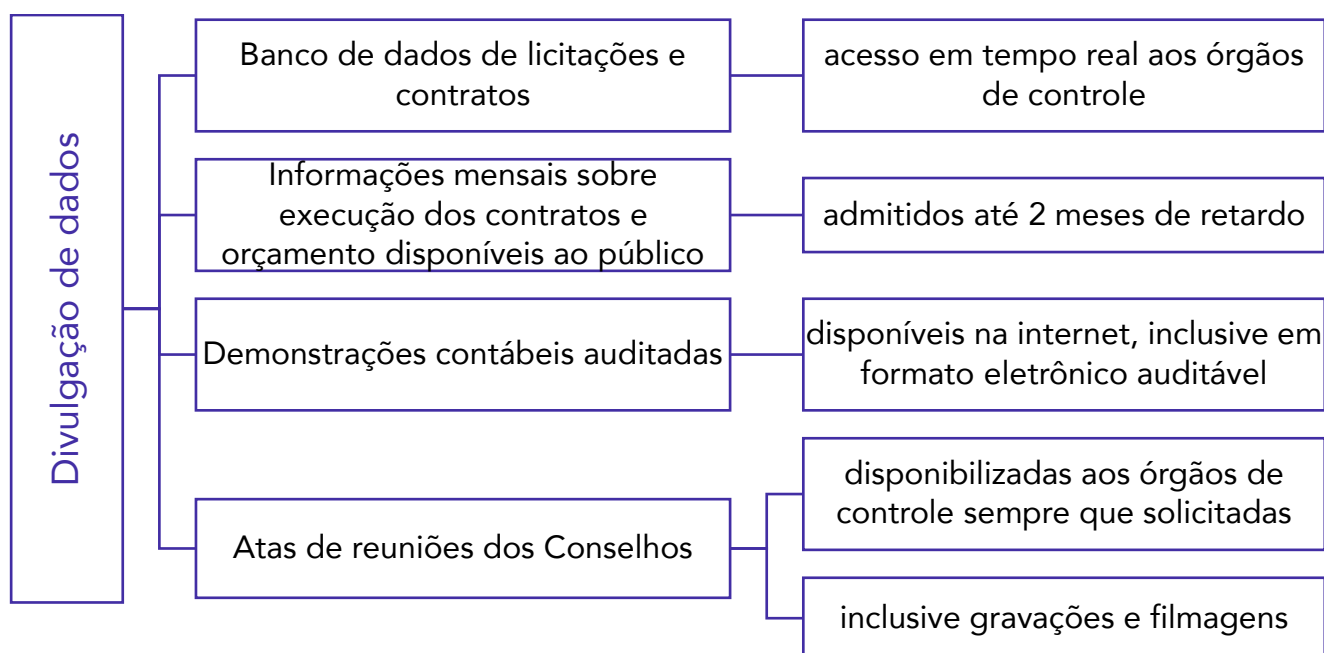 Divulgação de dados
Banco de dados de licitações e
contratos
acesso em tempo real aos órgãos
de controle
Informações mensais sobre
execução dos contratos e
orçamento disponíveis ao público
admitidos até 2 meses de retardo
Demonstrações contábeis auditadas
disponíveis na internet, inclusive em
formato eletrônico auditável
Atas de reuniões dos Conselhos
disponibilizadas aos órgãos de
controle sempre que solicitadas
inclusive gravações e filmagens